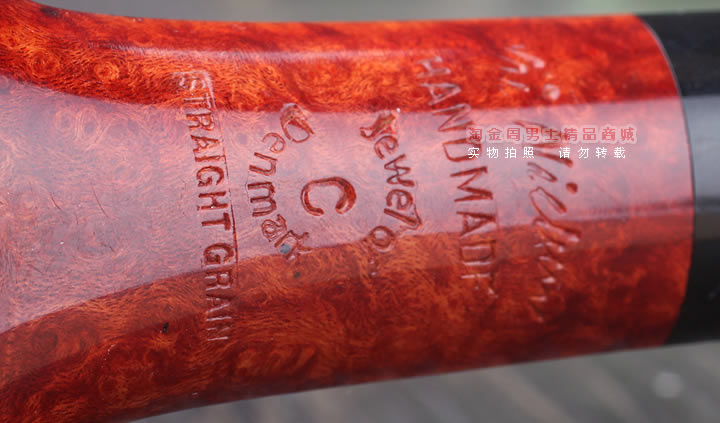 HANDMADE
Jewel o
C
Denmark
STRAIGHT GRAIN
淘金周男士精品商城
实物拍照 请勿转载